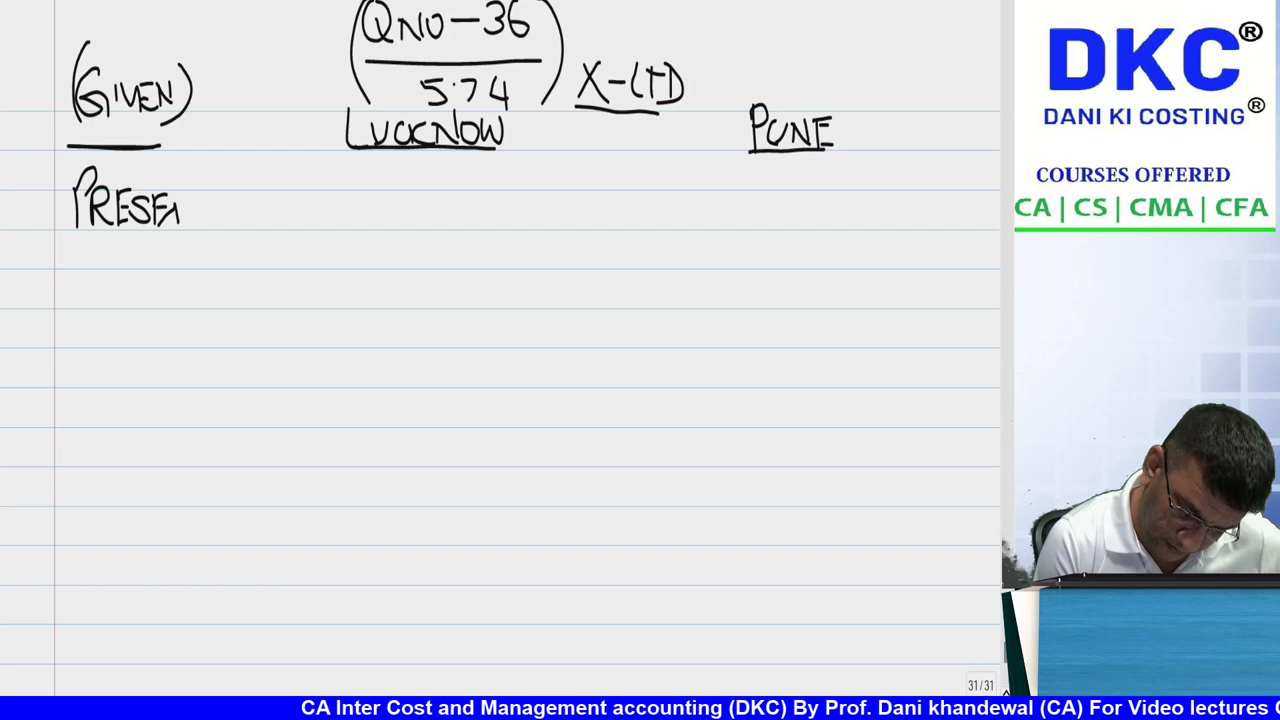 QNO-36
5.74
(GIVEN)
X-LTD
LUCKNOW
PUNE
PRESE
DKC®
DANI KI COSTING®
COURSES OFFERED
CA | CS | CMA | CFA
31/31
CA Inter Cost and Management accounting (DKC) By Prof. Dani khandewal (CA) For Video lectures